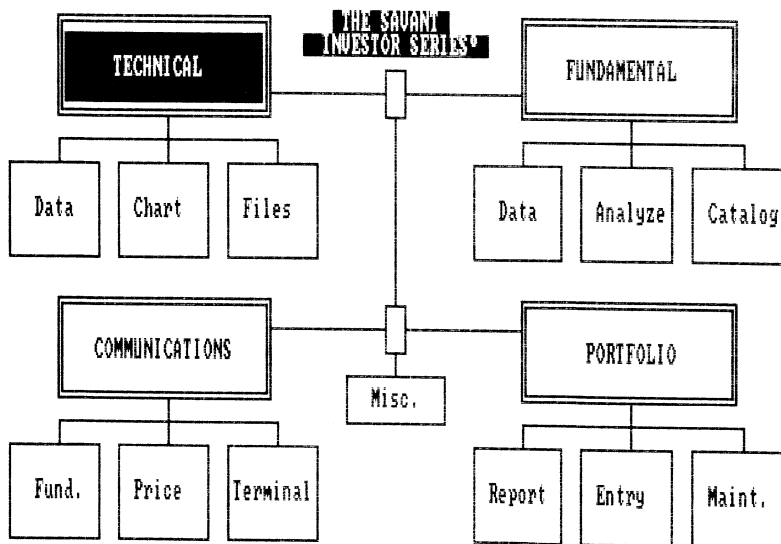 THE SAVANT
INVESTOR SERIES®
TECHNICAL
FUNDAMENTAL
Data
Chart
Files
Data
Analyze
Catalog
COMMUNICATIONS
PORTFOLIO
Misc.
Fund.
Price
Terminal
Report
Entry
Maint.